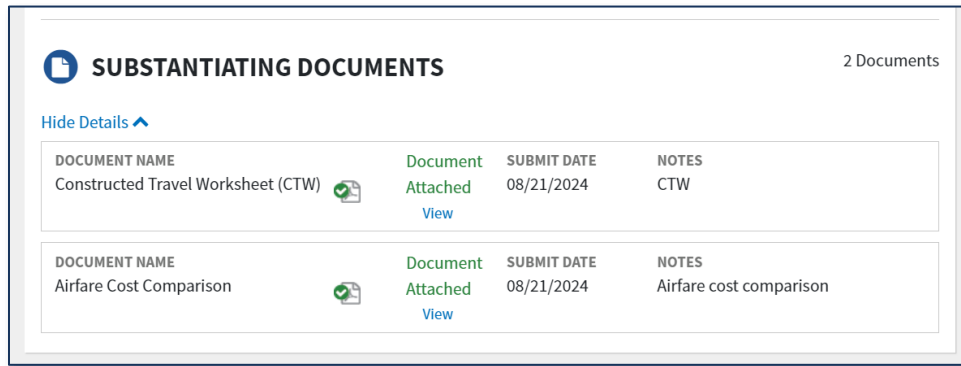 SUBSTANTIATING DOCUMENTS
2 Documents
Hide Details
DOCUMENT NAME
Constructed Travel Worksheet (CTW)
Document
Attached
View
SUBMIT DATE
08/21/2024
NOTES
CTW
DOCUMENT NAME
Airfare Cost Comparison
Document
Attached
View
SUBMIT DATE
08/21/2024
NOTES
Airfare cost comparison